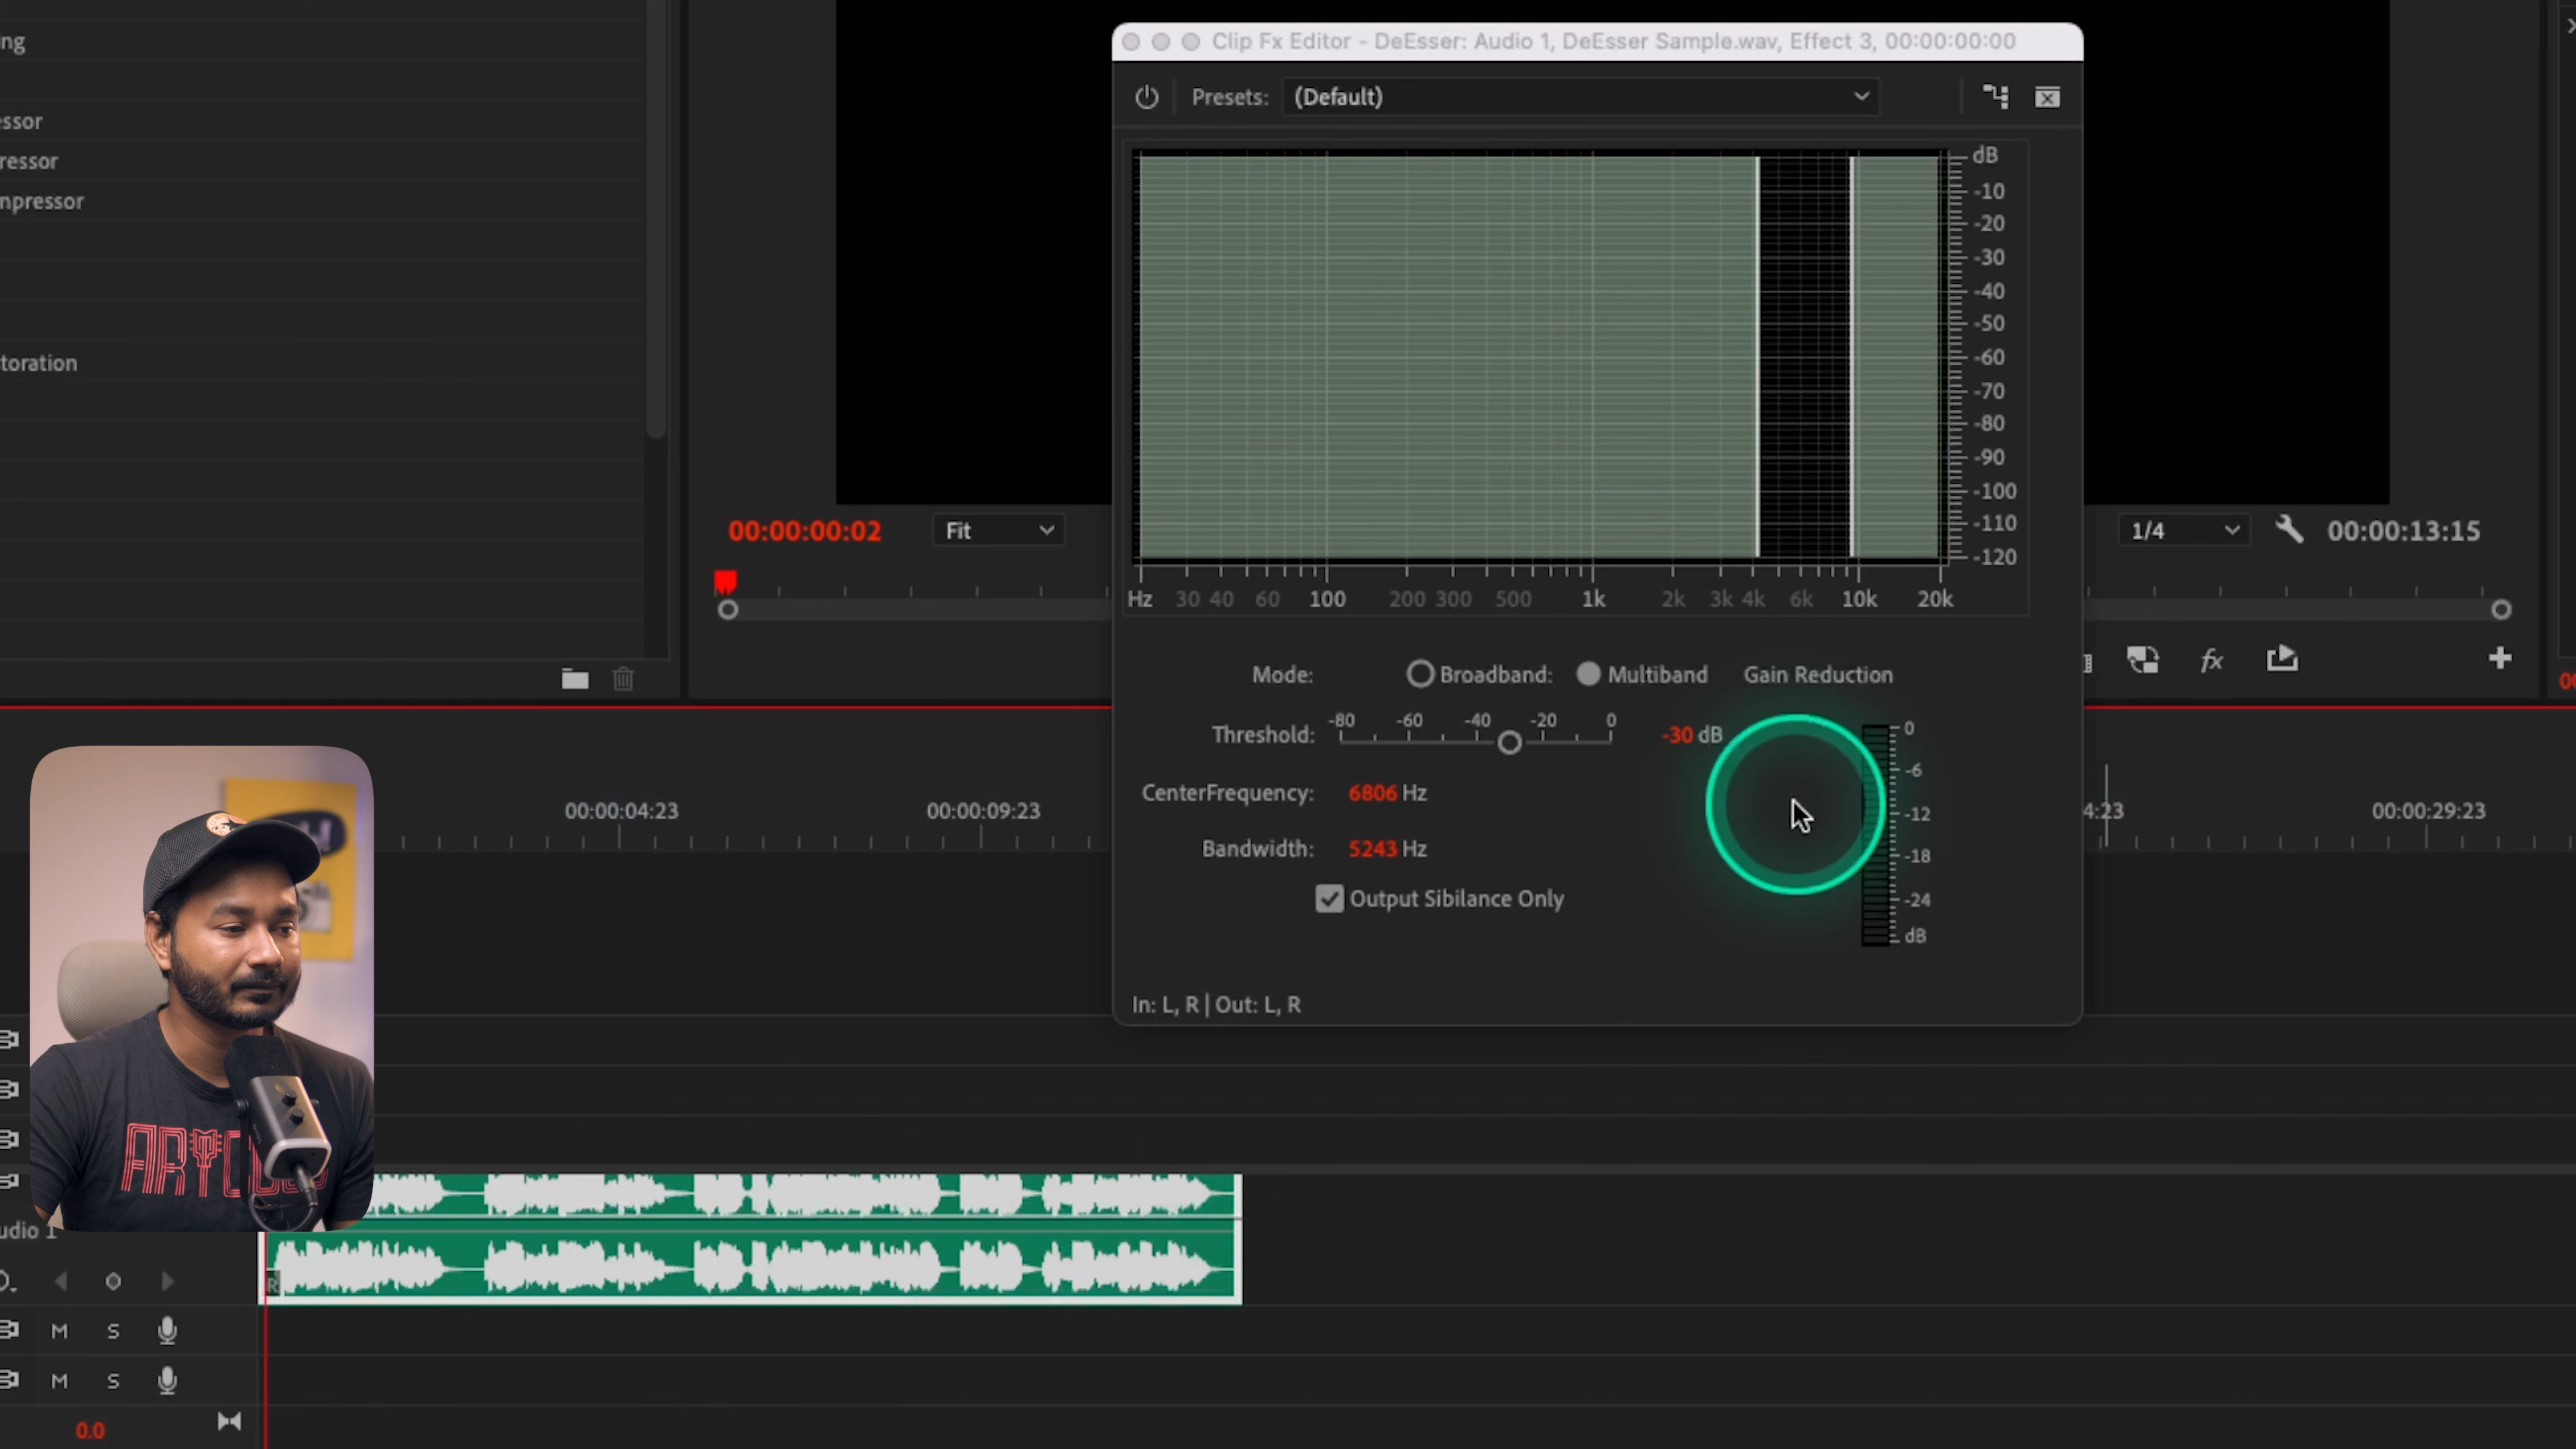 Clip Fx Editor - DeEsser: Audio 1, DeEsser Sample.wav, Effect 3, 00:00:00:00
Presets: (Default)
ing
essor
ressor
mpressor
toration
dB
-10
-20
-30
-40
-50
-60
-70
-80
-90
-100
-110
-120
Hz 30 40 60 100 200 300 500 1k 2k 3k 4k 6k 10k 20k
00:00:00:02 Fit
1/4 00:00:13:15
fx
Mode: Broadband: Multiband Gain Reduction
-80 -60 -40 -20 0
Threshold: -30 dB
CenterFrequency: 6806 Hz
Bandwidth: 5243 Hz
Output Sibilance Only
0
-6
-12
-18
-24
dB
In: L, R | Out: L, R
00:00:04:23 00:00:09:23 4:23 00:00:29:23
udio 1
R
M S
M S
0.0